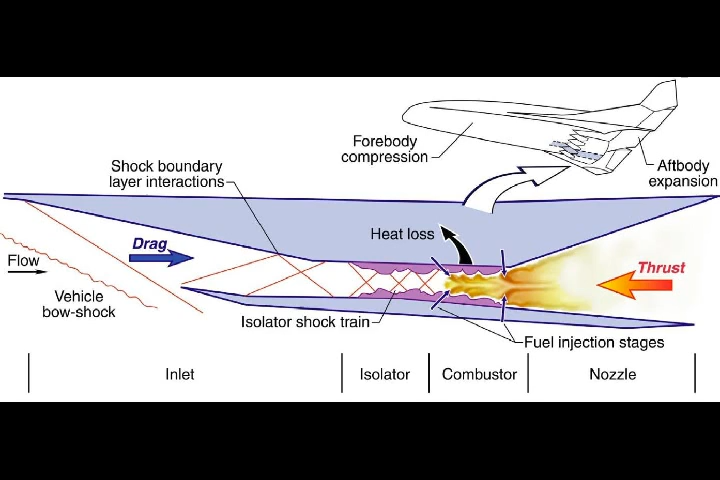 Forebody
compression
Aftbody
expansion
Shock boundary
layer interactions
Heat loss
Drag
Flow
Thrust
Vehicle
bow-shock
Isolator shock train
Fuel injection stages
Inlet
Isolator
Combustor
Nozzle